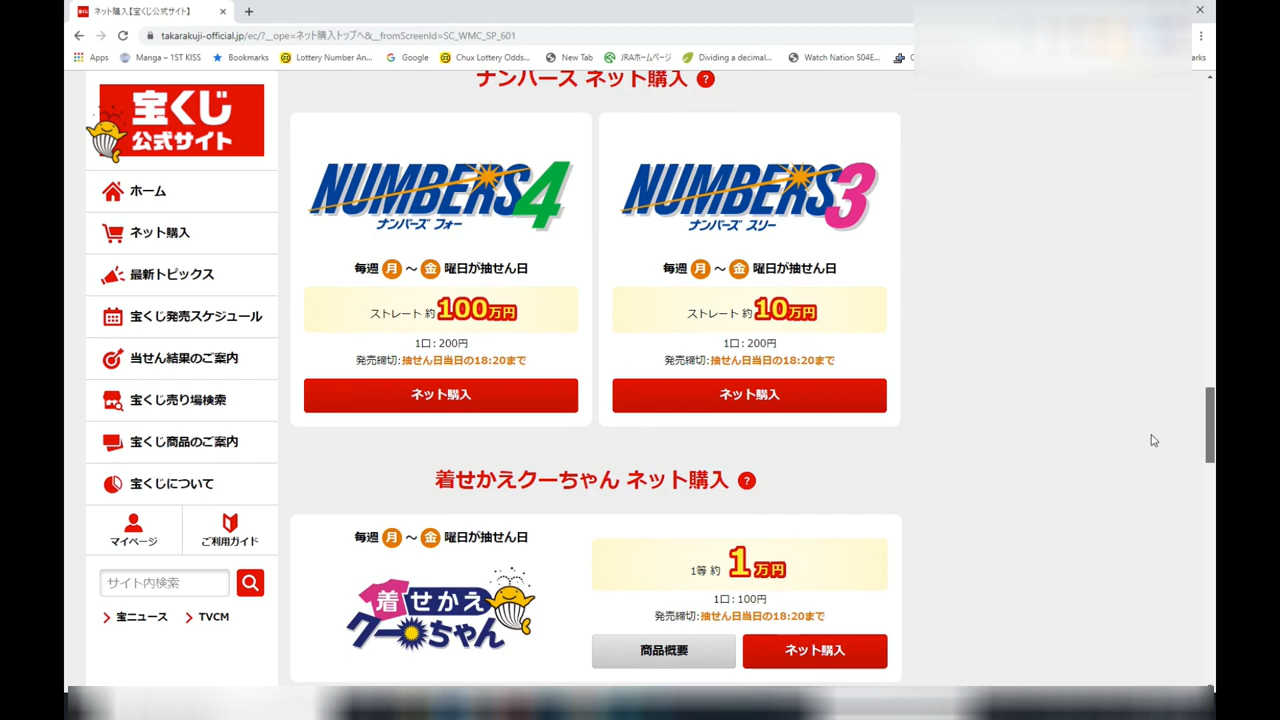 ネット購入【宝くじ公式サイト】
takarakuji-official.jp/ec/?__ope=ネット購入トップへ&__fromScreenId=SC_WMC_SP_601
Apps
Manga – 1ST KISS
Bookmarks
Lottery Number An...
Google
Chux Lottery Odds...
New Tab
JRAホームページ
Dividing a decimal...
Watch Nation S04E...
宝くじ
公式サイト
ホーム
ネット購入
最新トピックス
宝くじ発売スケジュール
当せん結果のご案内
宝くじ売り場検索
宝くじ商品のご案内
宝くじについて
マイページ
ご利用ガイド
サイト内検索
宝ニュース
TVCM
ナンバーズ ネット購入 ?
NUMBERS4
ナンバーズ フォー
毎週 月 ～ 金 曜日が抽せん日
ストレート 約100万円
1口：200円
発売締切:抽せん日当日の18:20まで
ネット購入
NUMBERS3
ナンバーズ スリー
毎週 月 ～ 金 曜日が抽せん日
ストレート 約10万円
1口：200円
発売締切:抽せん日当日の18:20まで
ネット購入
着せかえクーちゃん ネット購入 ?
毎週 月 ～ 金 曜日が抽せん日
着せかえ
クーちゃん
1等 約 1万円
1口：100円
発売締切:抽せん日当日の18:20まで
商品概要
ネット購入